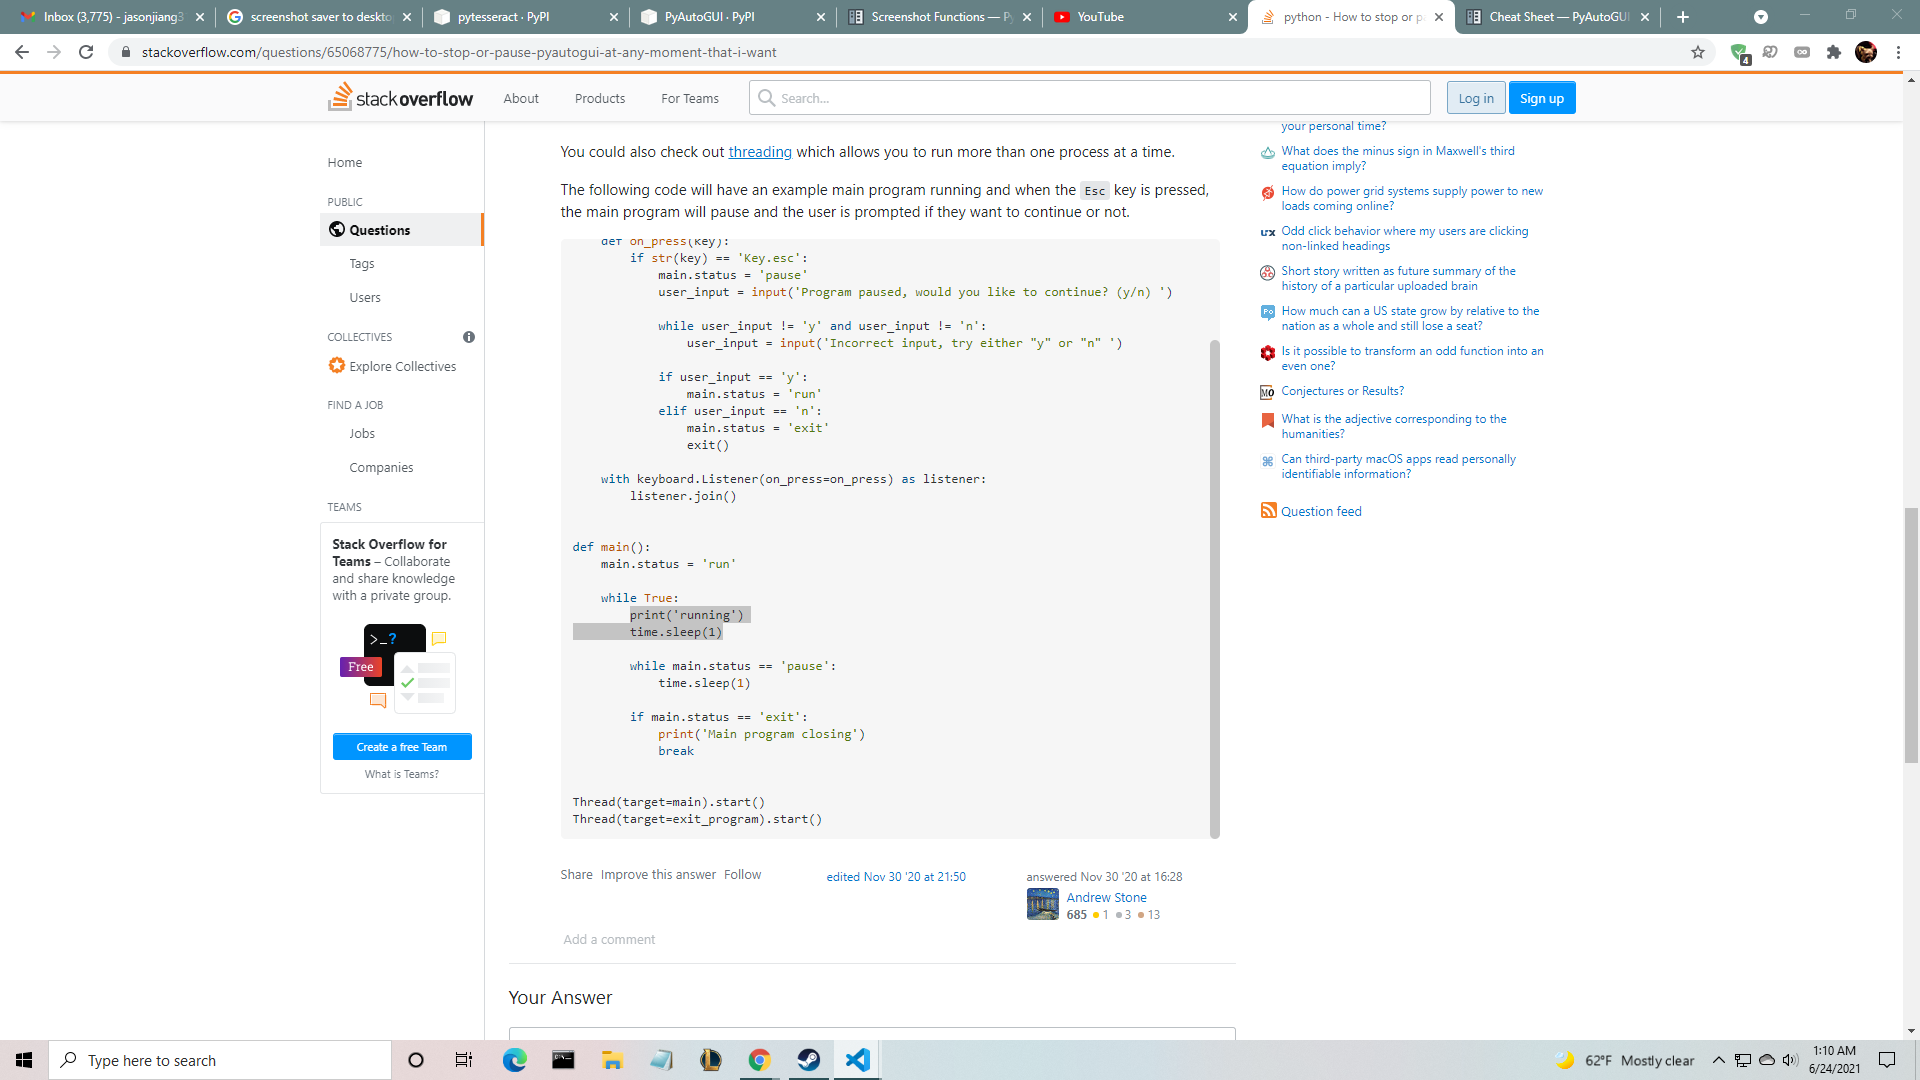 Inbox (3,775) - jasonjiang3
screenshot saver to deskto
pytesseract · PyPI
PyAutoGUI · PyPI
Screenshot Functions — Py
YouTube
python - How to stop or pa
Cheat Sheet — PyAutoGUI
stackoverflow.com/questions/65068775/how-to-stop-or-pause-pyautogui-at-any-moment-that-i-want
4
stackoverflow
About
Products
For Teams
Search...
Log in
Sign up
Home
PUBLIC
Questions
Tags
Users
COLLECTIVES
Explore Collectives
FIND A JOB
Jobs
Companies
TEAMS
Stack Overflow for
Teams – Collaborate
and share knowledge
with a private group.
>_?
Free
Create a free Team
What is Teams?
You could also check out threading which allows you to run more than one process at a time.
The following code will have an example main program running and when the Esc key is pressed,
the main program will pause and the user is prompted if they want to continue or not.
def on_press(key):
if str(key) == 'Key.esc':
main.status = 'pause'
user_input = input('Program paused, would you like to continue? (y/n) ')
while user_input != 'y' and user_input != 'n':
user_input = input('Incorrect input, try either "y" or "n" ')
if user_input == 'y':
main.status = 'run'
elif user_input == 'n':
main.status = 'exit'
exit()
with keyboard.Listener(on_press=on_press) as listener:
listener.join()
def main():
main.status = 'run'
while True:
print('running')
time.sleep(1)
while main.status == 'pause':
time.sleep(1)
if main.status == 'exit':
print('Main program closing')
break
Thread(target=main).start()
Thread(target=exit_program).start()
Share Improve this answer Follow
edited Nov 30 '20 at 21:50
answered Nov 30 '20 at 16:28
Andrew Stone
685 1 3 13
Add a comment
Your Answer
your personal time?
What does the minus sign in Maxwell's third
equation imply?
How do power grid systems supply power to new
loads coming online?
Odd click behavior where my users are clicking
non-linked headings
Short story written as future summary of the
history of a particular uploaded brain
How much can a US state grow by relative to the
nation as a whole and still lose a seat?
Is it possible to transform an odd function into an
even one?
Conjectures or Results?
What is the adjective corresponding to the
humanities?
Can third-party macOS apps read personally
identifiable information?
Question feed
Type here to search
62°F Mostly clear
1:10 AM
6/24/2021